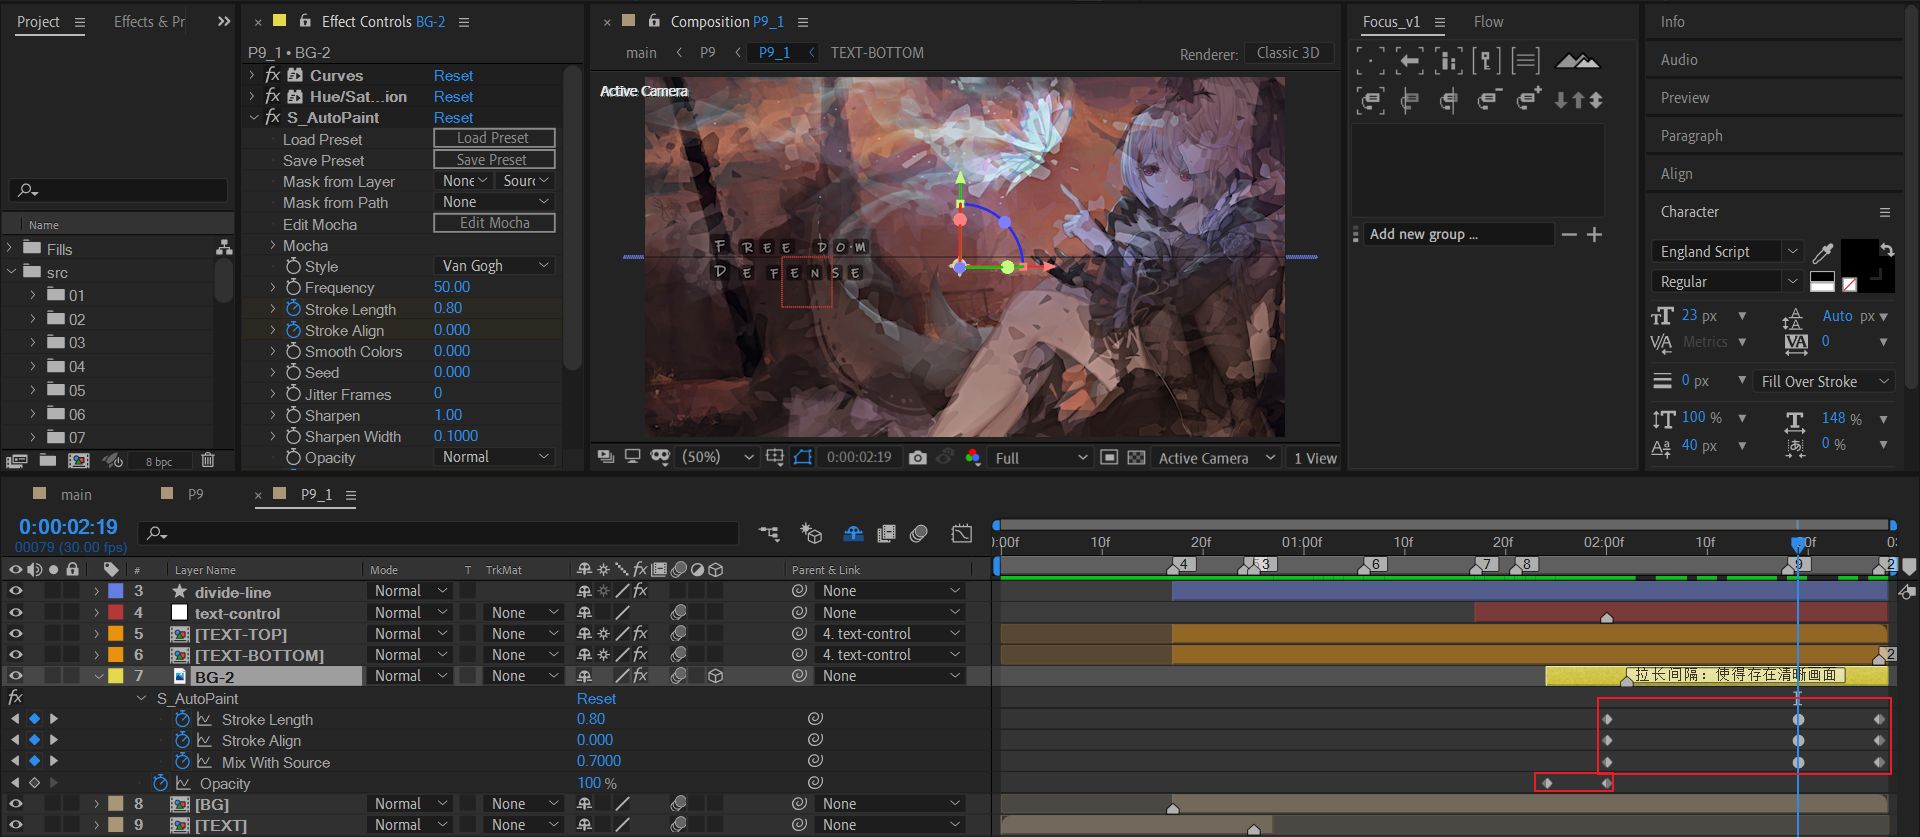 Project
Effects & Pr
Effect Controls BG-2
Composition P9_1
Focus_v1
Flow
Info
P9_1 • BG-2
main
P9
P9_1
TEXT-BOTTOM
Renderer:
Classic 3D
Audio
Preview
Paragraph
Align
Character
Curves
Reset
Hue/Sat...ion
Reset
S_AutoPaint
Reset
Load Preset
Load Preset
Save Preset
Save Preset
Mask from Layer
None
Sourc
Mask from Path
None
Edit Mocha
Edit Mocha
Mocha
Style
Van Gogh
Frequency
50.00
Stroke Length
0.80
Stroke Align
0.000
Smooth Colors
0.000
Seed
0.000
Jitter Frames
0
Sharpen
1.00
Sharpen Width
0.1000
Opacity
Normal
Name
Fills
src
01
02
03
04
05
06
07
8 bpc
Active Camera
FREE DOM
DEFENSE
(50%)
0:00:02:19
Full
Active Camera
1 View
Add new group ...
England Script
Regular
23 px
Auto px
Metrics
0
0 px
Fill Over Stroke
100 %
148 %
40 px
0 %
main
P9
P9_1
0:00:02:19
00079 (30.00 fps)
# Layer Name Mode T TrkMat Parent & Link
:00f 10f 20f 01:00f 10f 20f 02:00f 10f 20f 03
4 3 6 7 8 9 2
3 divide-line Normal None
4 text-control Normal None None
5 [TEXT-TOP] Normal None 4. text-control
6 [TEXT-BOTTOM] Normal None 4. text-control
2
7 BG-2 Normal None None
拉长间隔：使得存在清晰画面
S_AutoPaint Reset
Stroke Length 0.80
Stroke Align 0.000
Mix With Source 0.7000
Opacity 100 %
8 [BG] Normal None None
9 [TEXT] Normal None None